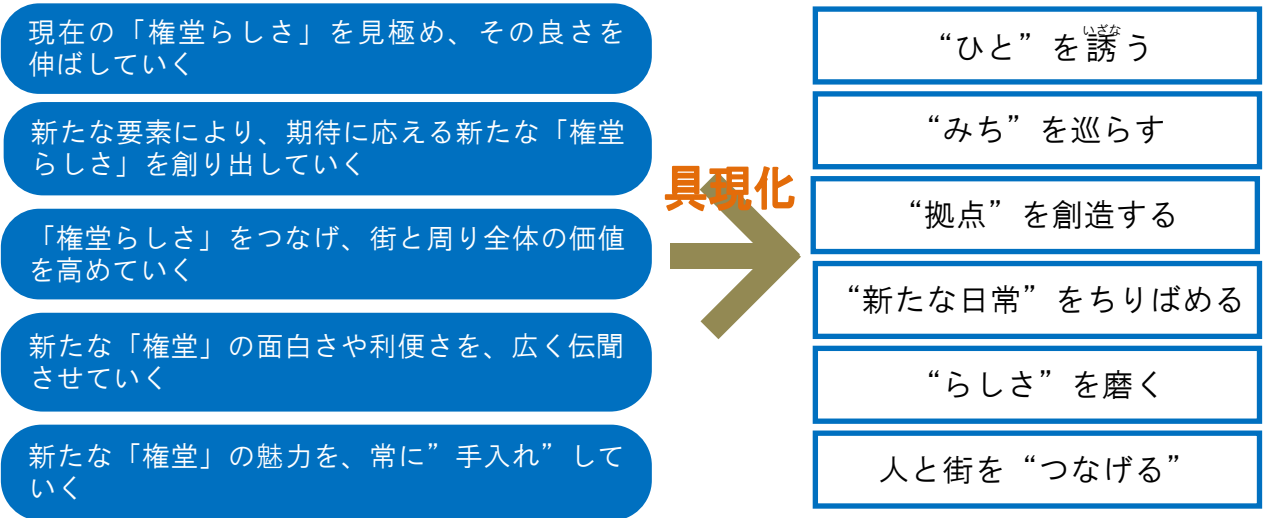 現在の「権堂らしさ」を見極め、その良さを
伸ばしていく
新たな要素により、期待に応える新たな「権堂
らしさ」を創り出していく
「権堂らしさ」をつなげ、街と周り全体の価値
を高めていく
新たな「権堂」の面白さや利便さを、広く伝聞
させていく
新たな「権堂」の魅力を、常に”手入れ”して
いく
具現化
いざな
“ひと”を誘う
“みち”を巡らす
“拠点”を創造する
“新たな日常”をちりばめる
“らしさ”を磨く
人と街を“つなげる”